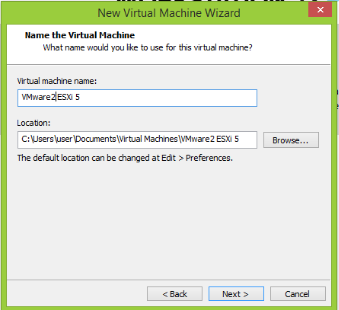 New Virtual Machine Wizard
Name the Virtual Machine
What name would you like to use for this virtual machine?
Virtual machine name:
VMware2 ESXi 5
Location:
C:\Users\user\Documents\Virtual Machines\VMware2 ESXi 5
Browse...
The default location can be changed at Edit > Preferences.
< Back
Next >
Cancel